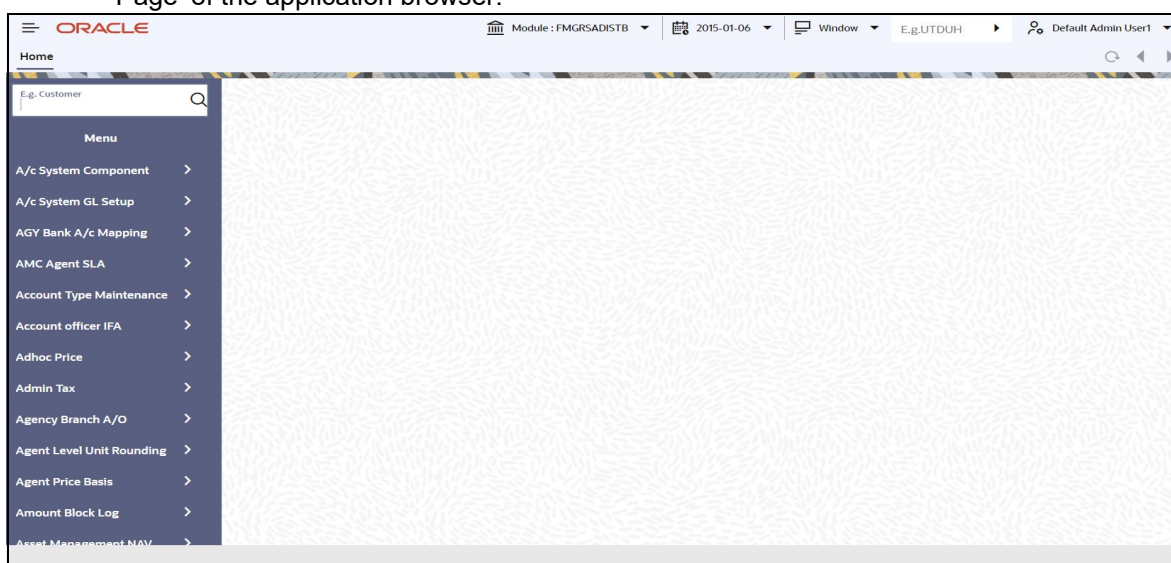 Page' of the application browser.
ORACLE Module : FMGRSADISTB 2015-01-06 Window E.g.UTDUH Default Admin User1
Home
E.g. Customer
Menu
A/c System Component
A/c System GL Setup
AGY Bank A/c Mapping
AMC Agent SLA
Account Type Maintenance
Account officer IFA
Adhoc Price
Admin Tax
Agency Branch A/O
Agent Level Unit Rounding
Agent Price Basis
Amount Block Log
Asset Management NAV